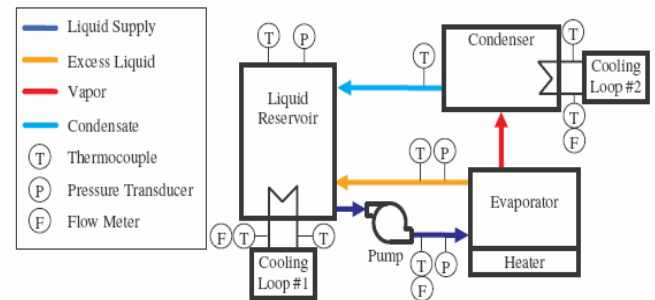 Liquid Supply
Excess Liquid
Vapor
Condensate
T Thermocouple
P Pressure Transducer
F Flow Meter
T P
Liquid
Reservoir
T
Condenser
T
Cooling
Loop #2
T
F
T P
Evaporator
Heater
Pump
T P
F
F T
T
Cooling
Loop #1